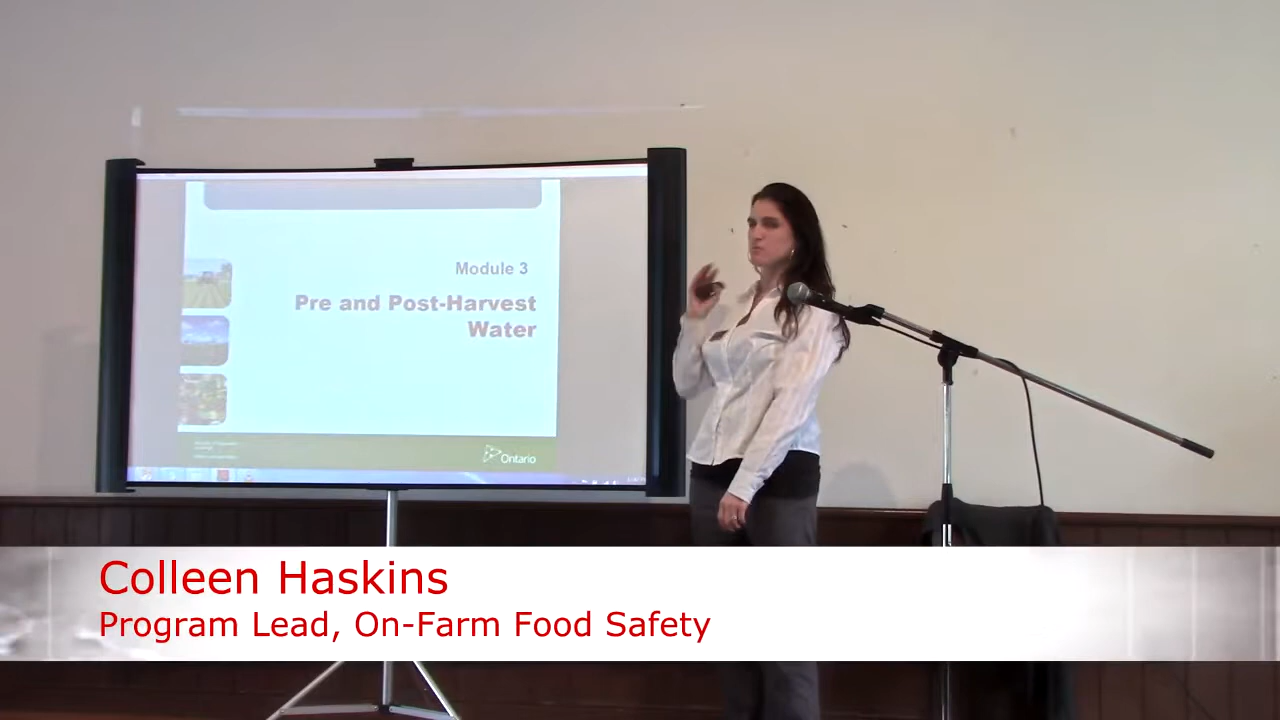 Module 3
Pre and Post-Harvest
Water
Ontario
Colleen Haskins
Program Lead, On-Farm Food Safety